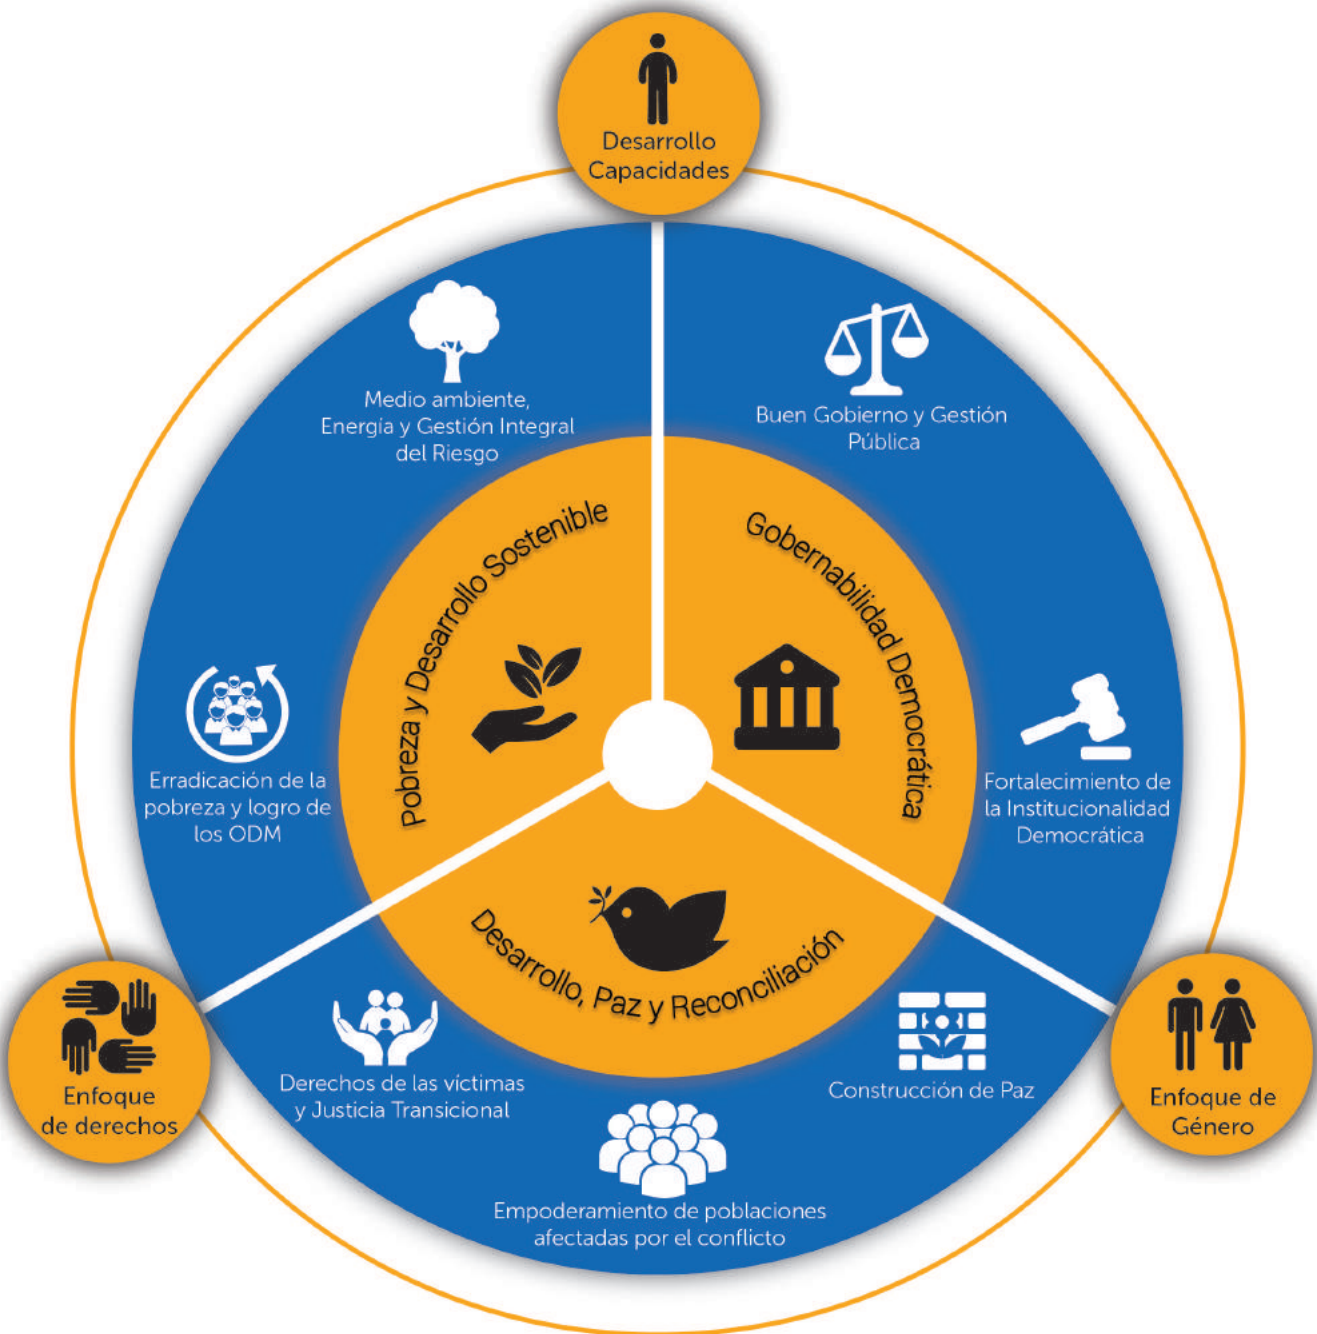 Desarrollo
Capacidades
Medio ambiente,
Energía y Gestión Integral
del Riesgo
Buen Gobierno y Gestión
Pública
Pobreza y Desarrollo Sostenible
Gobernabilidad Democrática
Erradicación de la
pobreza y logro de
los ODM
Fortalecimiento de
la Institucionalidad
Democrática
Desarrollo, Paz y Reconciliación
Derechos de las víctimas
y Justicia Transicional
Construcción de Paz
Empoderamiento de poblaciones
afectadas por el conflicto
Enfoque
de derechos
Enfoque de
Género